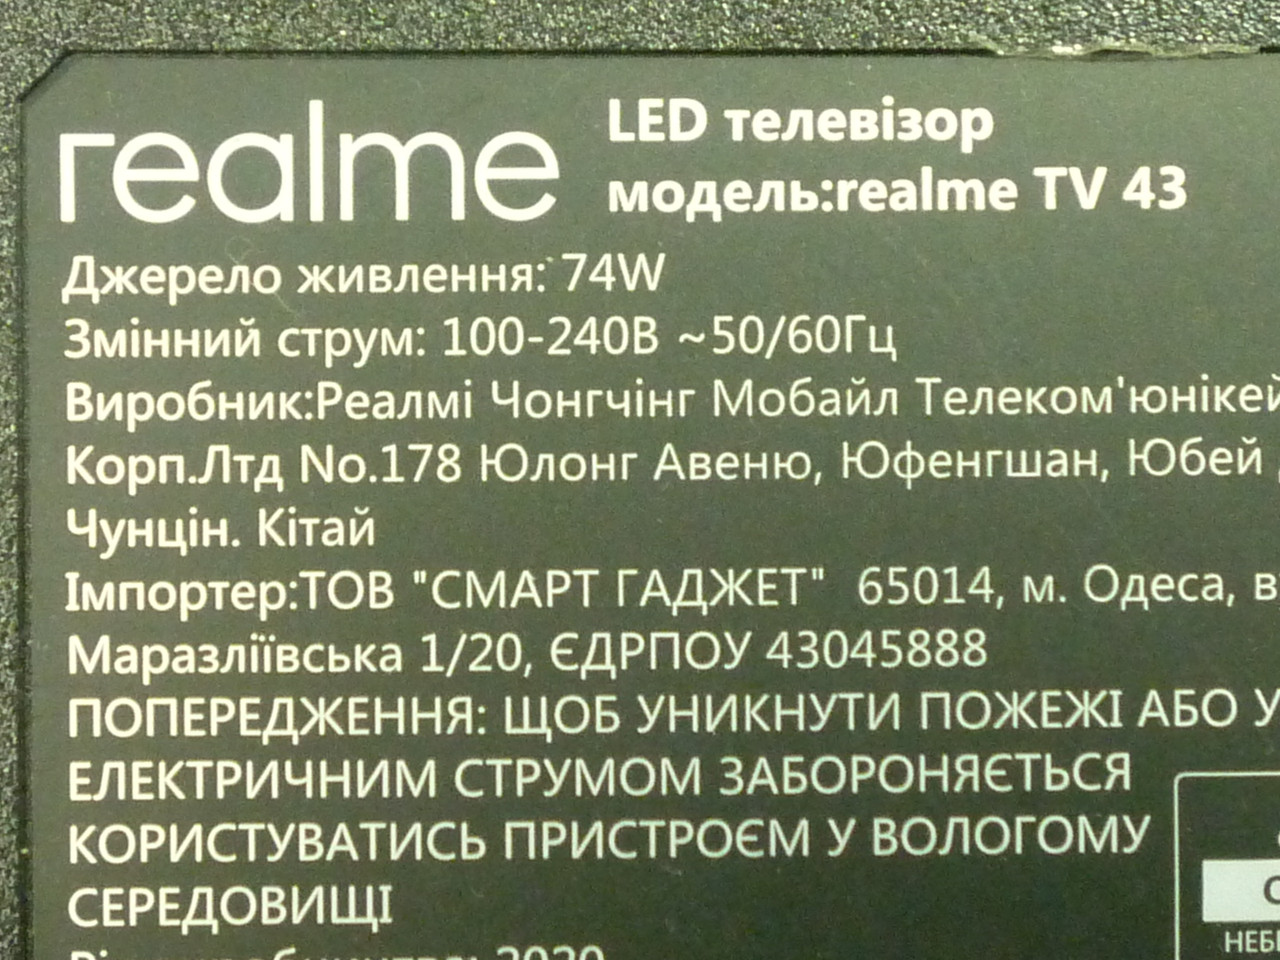 realme
LED телевізор
модель:realme TV 43
Джерело живлення: 74W
Змінний струм: 100-240В ~50/60Гц
Виробник:Реалмі Чонгчінг Мобайл Телеком'юнікей
Корп.Лтд No.178 Юлонг Авеню, Юфенгшан, Юбей
Чунцін. Кітай
Імпортер:ТОВ "СМАРТ ГАДЖЕТ" 65014, м. Одеса, в
Маразліївська 1/20, ЄДРПОУ 43045888
ПОПЕРЕДЖЕННЯ: ЩОБ УНИКНУТИ ПОЖЕЖІ АБО У
ЕЛЕКТРИЧНИМ СТРУМОМ ЗАБОРОНЯЄТЬСЯ
КОРИСТУВАТИСЬ ПРИСТРОЄМ У ВОЛОГОМУ
СЕРЕДОВИЩІ
2020
НЕБ